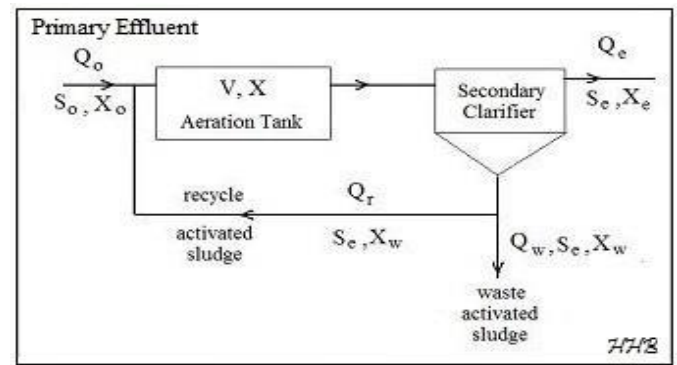 Primary Effluent
Qo
So, Xo
V, X
Aeration Tank
Secondary
Clarifier
Qe
Se, Xe
recycle
activated
sludge
Qr
Se, Xw
Qw, Se, Xw
waste
activated
sludge
HHB